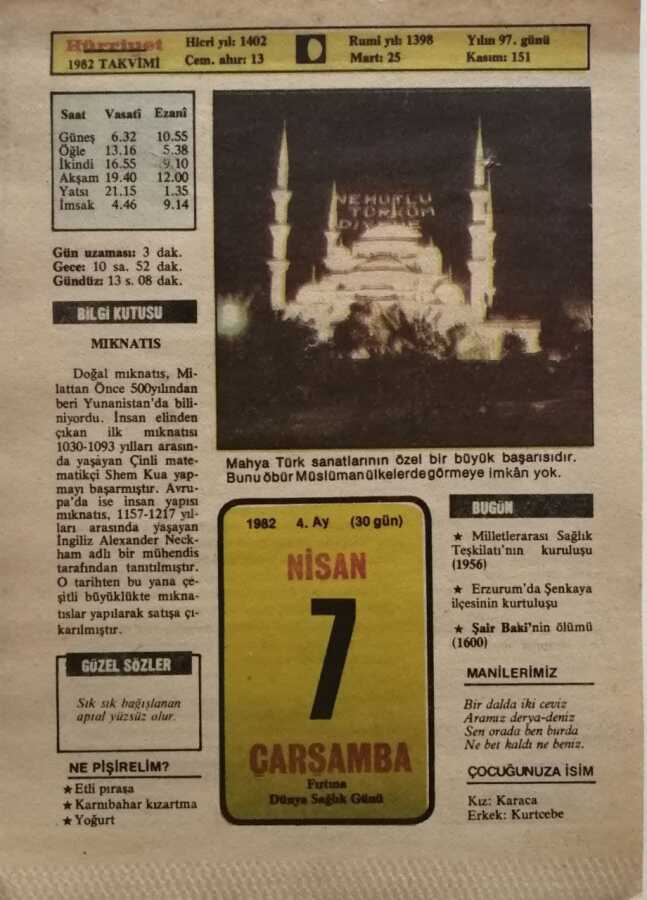 Hürriyet
1982 TAKVİMİ
Hicri yıl: 1402
Cem. ahır: 13
Rumi yıl: 1398
Mart: 25
Yılın 97. günü
Kasım: 151
Saat Vasatî Ezanî
Güneş 6.32 10.55
Öğle 13.16 5.38
İkindi 16.55 9.10
Akşam 19.40 12.00
Yatsı 21.15 1.35
İmsak 4.46 9.14
Gün uzaması: 3 dak.
Gece: 10 sa. 52 dak.
Gündüz: 13 s. 08 dak.
BİLGİ KUTUSU
MIKNATIS
Doğal mıknatıs, Mi-
lattan Önce 500yılından
beri Yunanistan'da bili-
niyordu. İnsan elinden
çıkan ilk mıknatısı
1030-1093 yılları arasın-
da yaşayan Çinli mate-
matikçi Shem Kua yap-
mayı başarmıştır. Avru-
pa'da ise insan yapısı
mıknatıs, 1157-1217 yıl-
ları arasında yaşayan
İngiliz Alexander Neck-
ham adlı bir mühendis
tarafından tanıtılmıştır.
O tarihten bu yana çe-
şitli büyüklükte mıkna-
tıslar yapılarak satışa çı-
karılmıştır.
GÜZEL SÖZLER
Sık sık bağışlanan
aptal yüzsüz olur.
NE PİŞİRELİM?
★ Etli pırasa
★ Karnıbahar kızartma
★ Yoğurt
NE MUTLU
TÜRKÜM
DİYENE
Mahya Türk sanatlarının özel bir büyük başarısıdır.
Bunu öbür Müslüman ülkelerde görmeye imkân yok.
1982 4. Ay (30 gün)
NİSAN
7
ÇARŞAMBA
Fırtına
Dünya Sağlık Günü
BUGÜN
★ Milletlerarası Sağlık
Teşkilatı'nın kuruluşu
(1956)
★ Erzurum'da Şenkaya
ilçesinin kurtuluşu
★ Şair Baki'nin ölümü
(1600)
MANİLERİMİZ
Bir dalda iki ceviz
Aramız derya-deniz
Sen orada ben burda
Ne bet kaldı ne beniz.
ÇOCUĞUNUZA İSİM
Kız: Karaca
Erkek: Kurtcebe